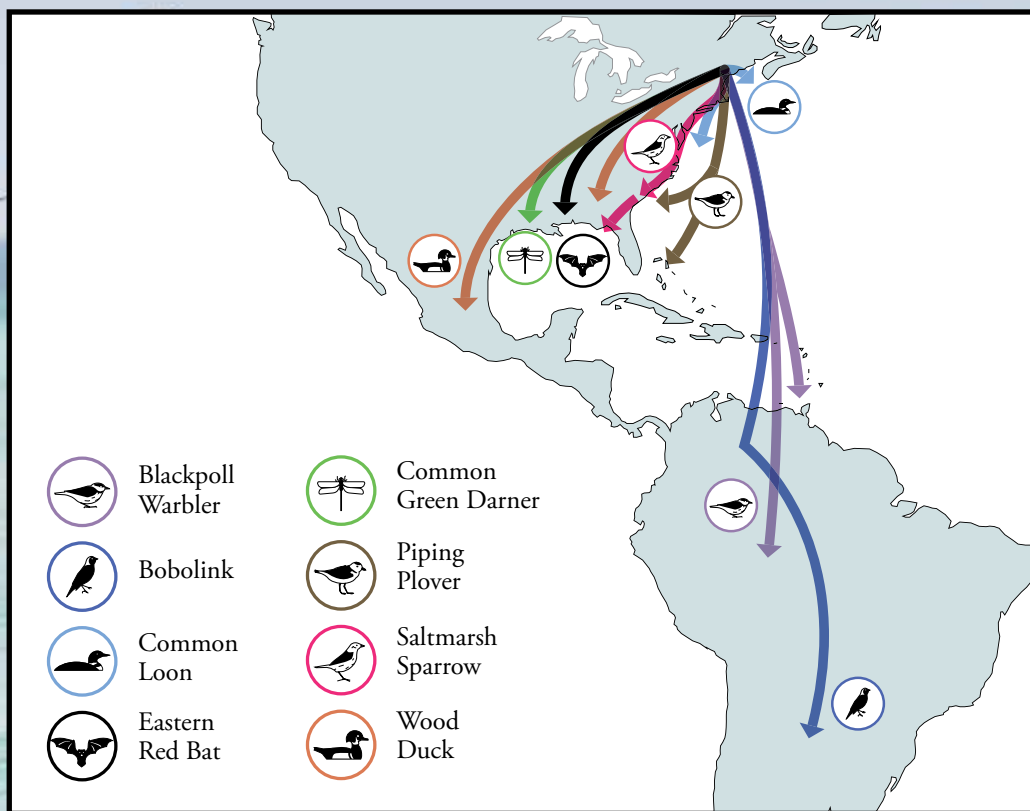 Blackpoll
Warbler
Bobolink
Common
Loon
Eastern
Red Bat
Common
Green Darner
Piping
Plover
Saltmarsh
Sparrow
Wood
Duck